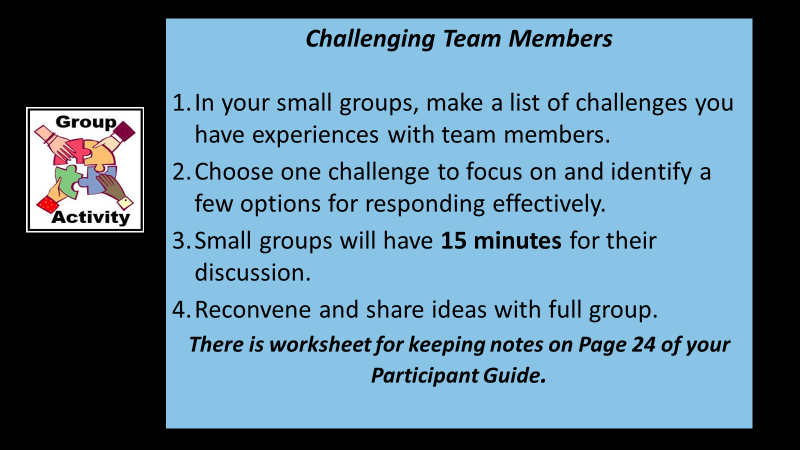 Challenging Team Members
Group
Activity
1. In your small groups, make a list of challenges you
have experiences with team members.
2. Choose one challenge to focus on and identify a
few options for responding effectively.
3. Small groups will have 15 minutes for their
discussion.
4. Reconvene and share ideas with full group.
There is worksheet for keeping notes on Page 24 of your
Participant Guide.